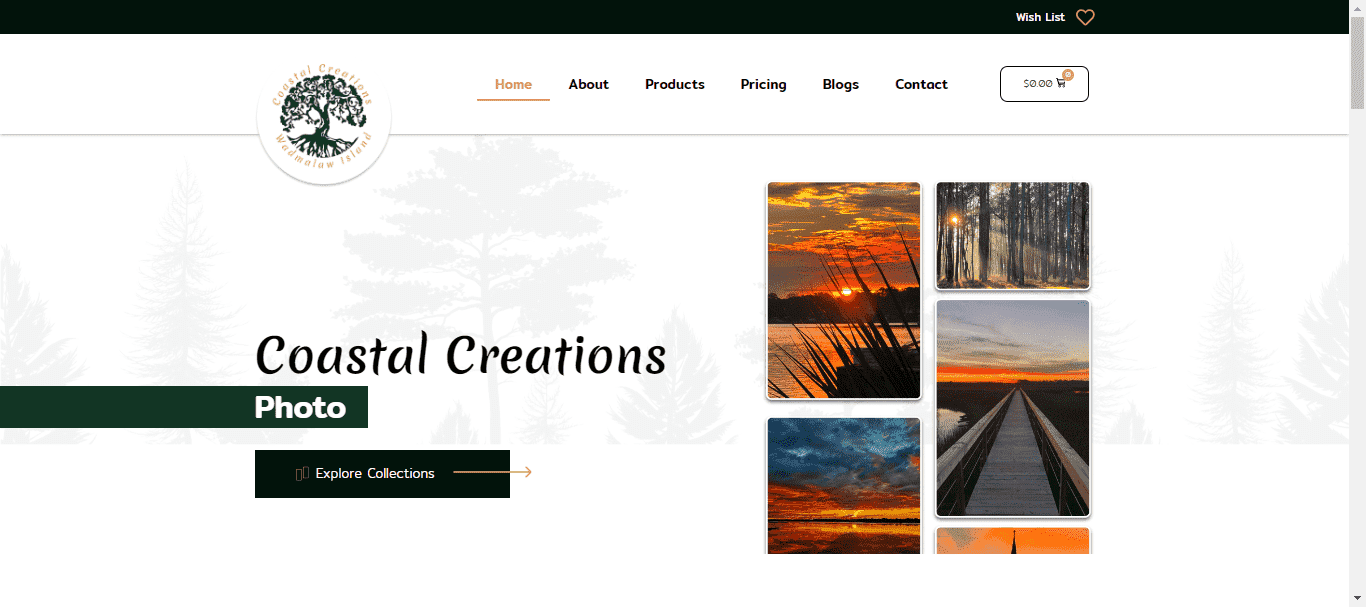 Wish List
Coastal Creations
Wadmalaw Island
Home
About
Products
Pricing
Blogs
Contact
$0.00
0
Coastal Creations
Photo
Explore Collections